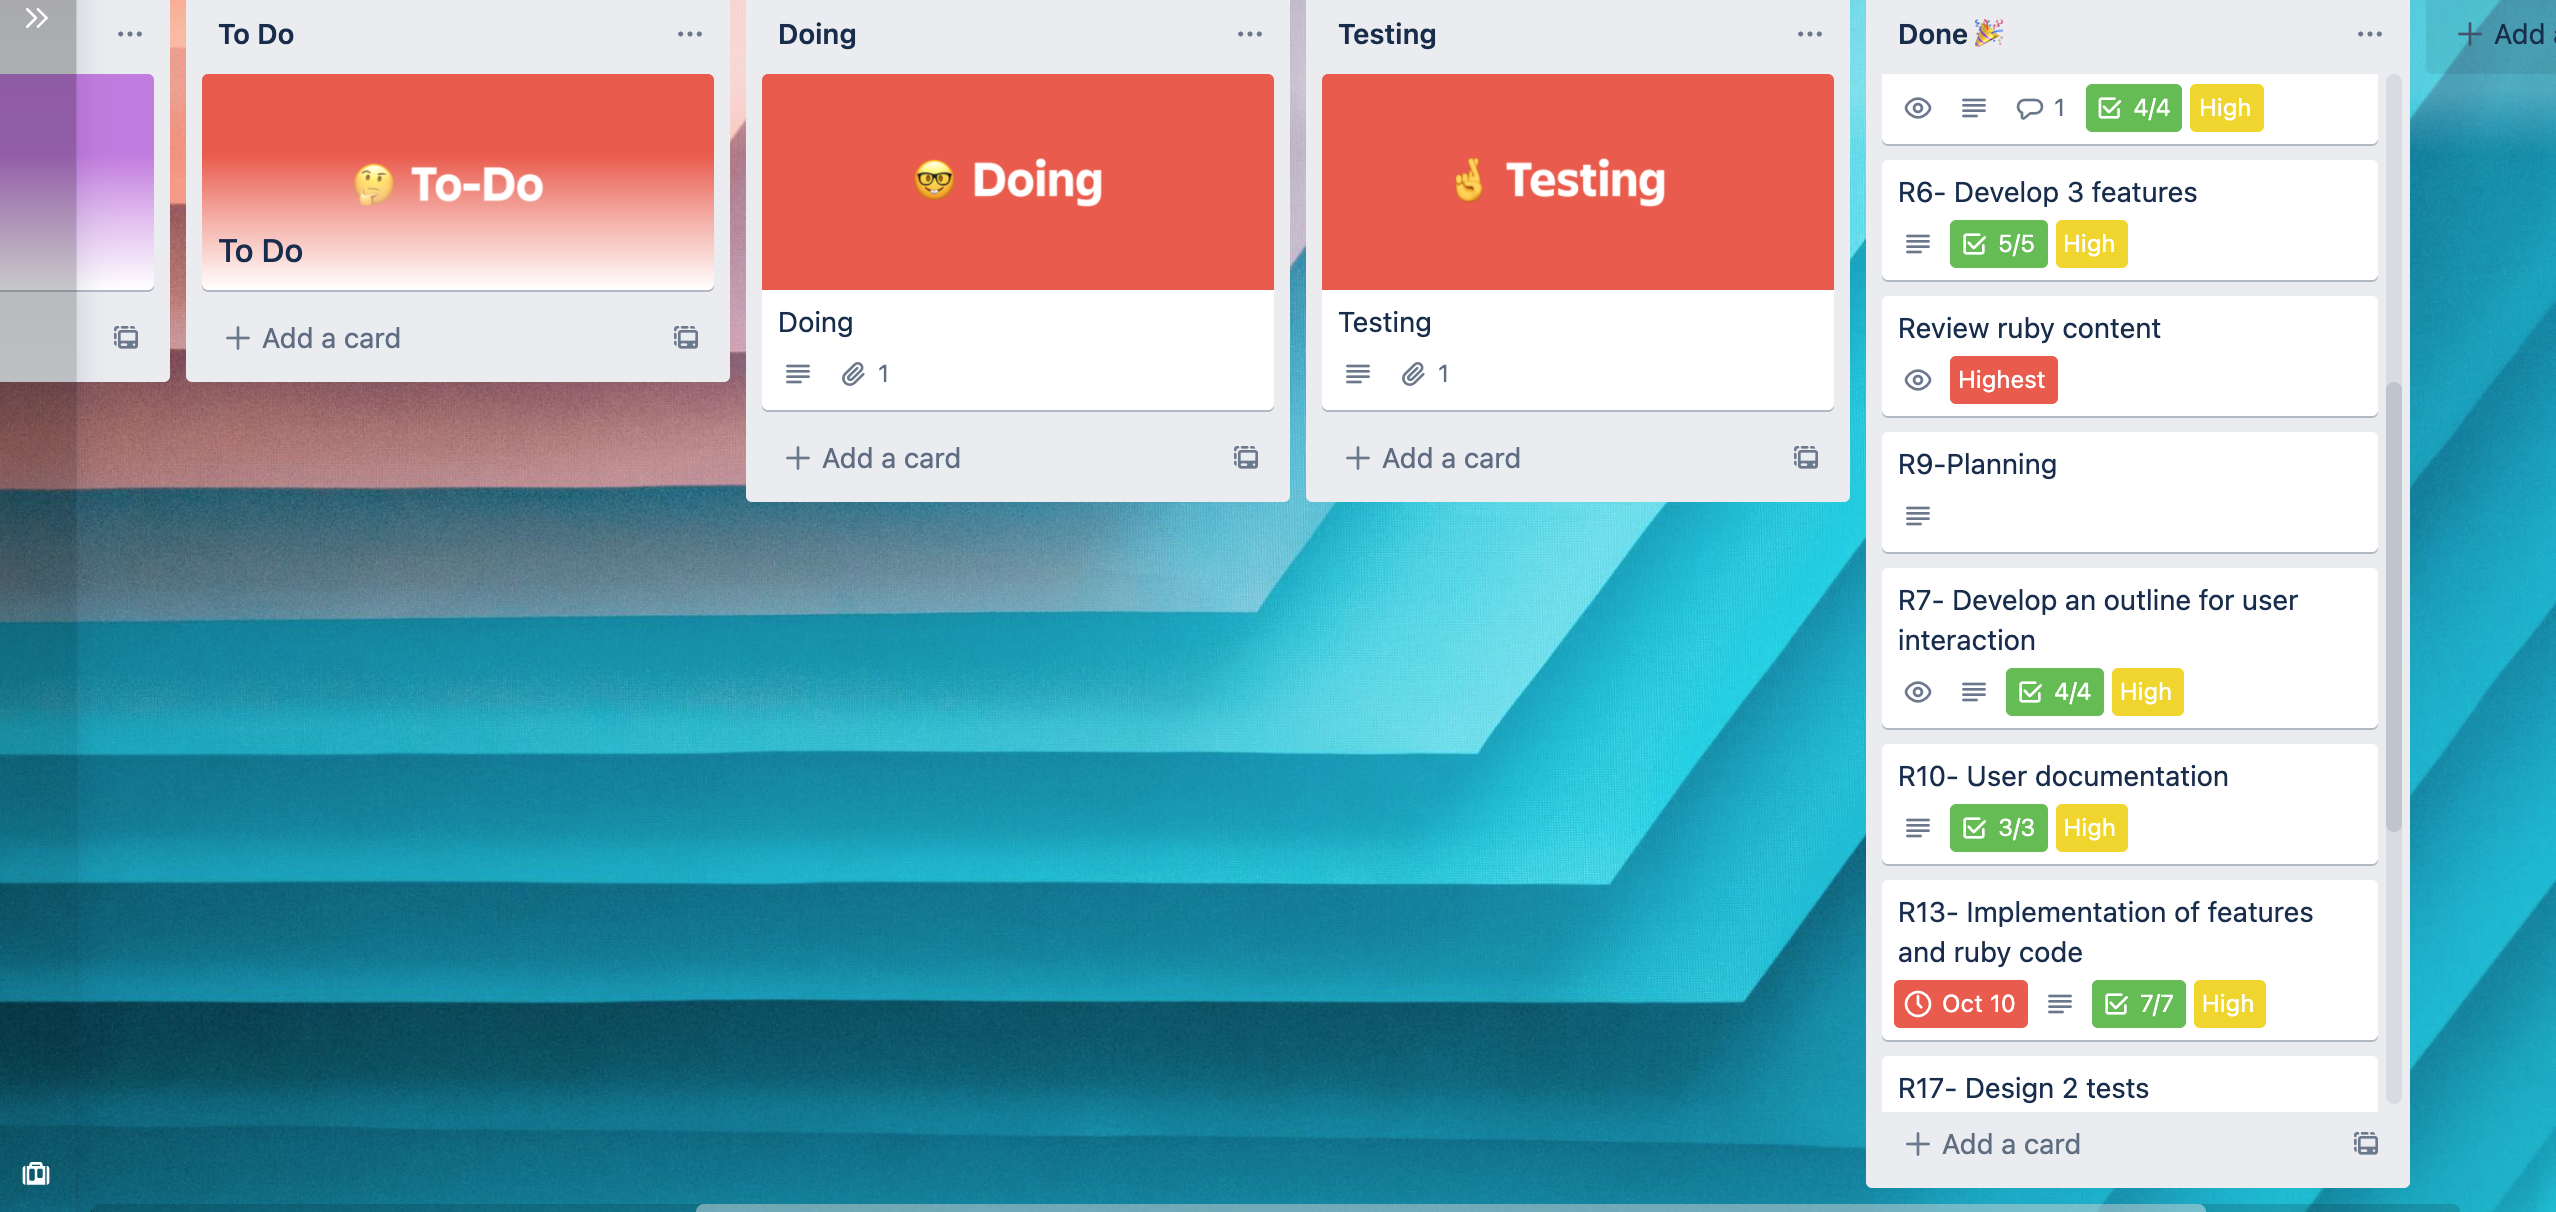 To Do
🤔 To-Do
To Do
+ Add a card
Doing
🤓 Doing
Doing
1
+ Add a card
Testing
🤞 Testing
Testing
1
+ Add a card
Done🎉
1 4/4 High
R6- Develop 3 features
5/5 High
Review ruby content
Highest
R9-Planning
R7- Develop an outline for user
interaction
4/4 High
R10- User documentation
3/3 High
R13- Implementation of features
and ruby code
Oct 10 7/7 High
R17- Design 2 tests
+ Add a card
+ Add